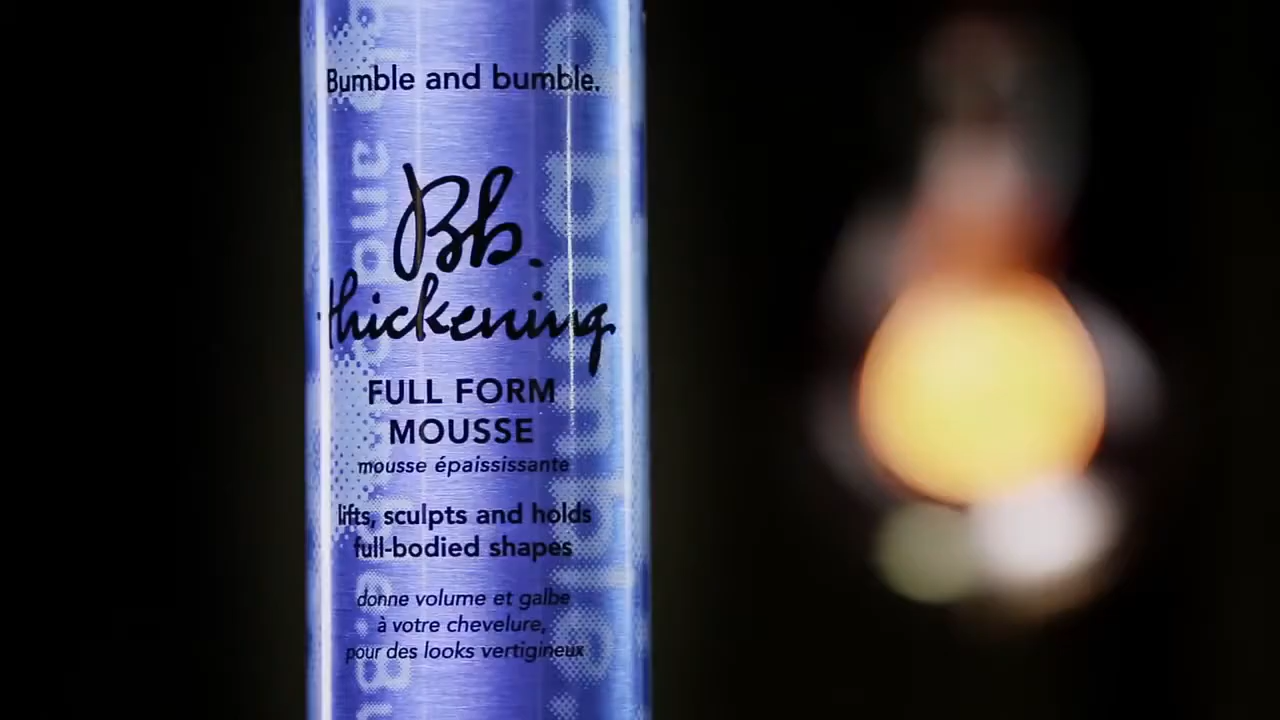 Bumble and bumble.
Bb.
thickening
FULL FORM
MOUSSE
mousse épaississante
lifts, sculpts and holds
full-bodied shapes
donne volume et galbe
à votre chevelure,
pour des looks vertigineux